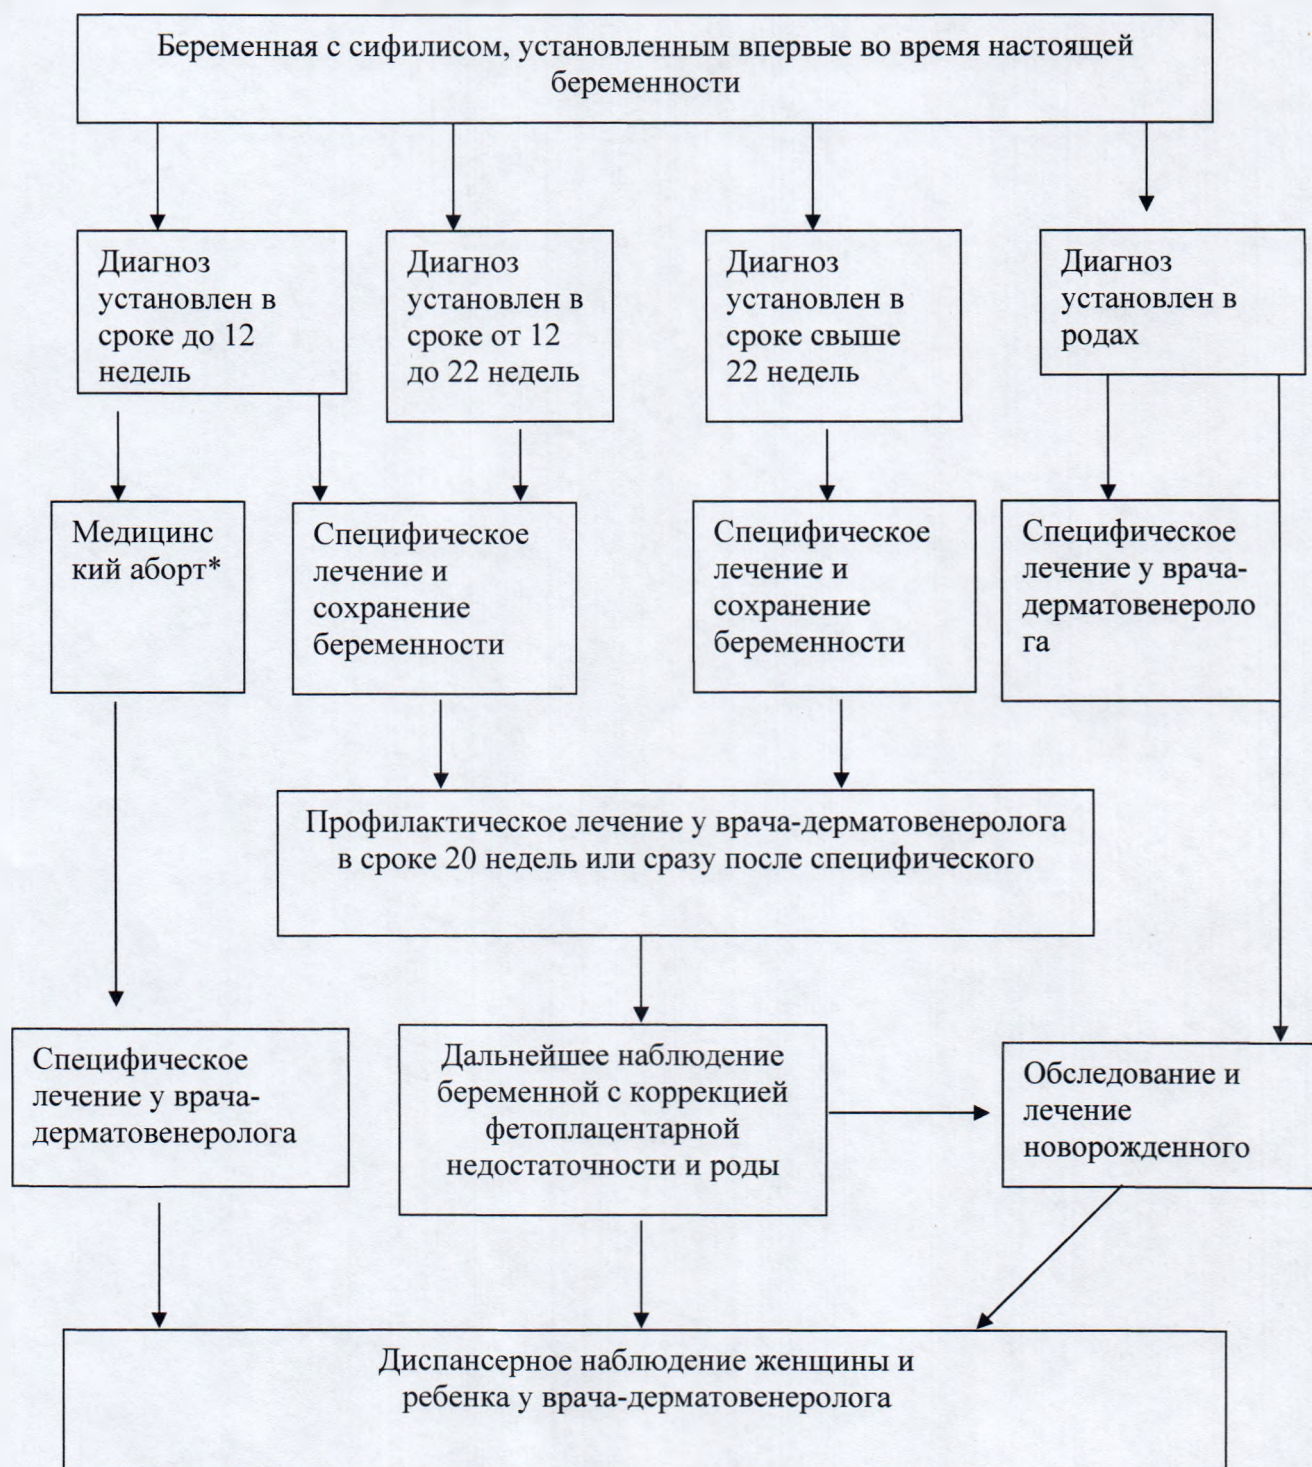 Беременная с сифилисом, установленным впервые во время настоящей
беременности
Диагноз
установлен в
сроке до 12
недель
Диагноз
установлен в
сроке от 12
до 22 недель
Диагноз
установлен в
сроке свыше
22 недель
Диагноз
установлен в
родах
Медицинс
кий аборт*
Специфическое
лечение и
сохранение
беременности
Специфическое
лечение и
сохранение
беременности
Специфическое
лечение у врача-
дерматовенероло
га
Профилактическое лечение у врача-дерматовенеролога
в сроке 20 недель или сразу после специфического
Специфическое
лечение у врача-
дерматовенеролога
Дальнейшее наблюдение
беременной с коррекцией
фетоплацентарной
недостаточности и роды
Обследование и
лечение
новорожденного
Диспансерное наблюдение женщины и
ребенка у врача-дерматовенеролога